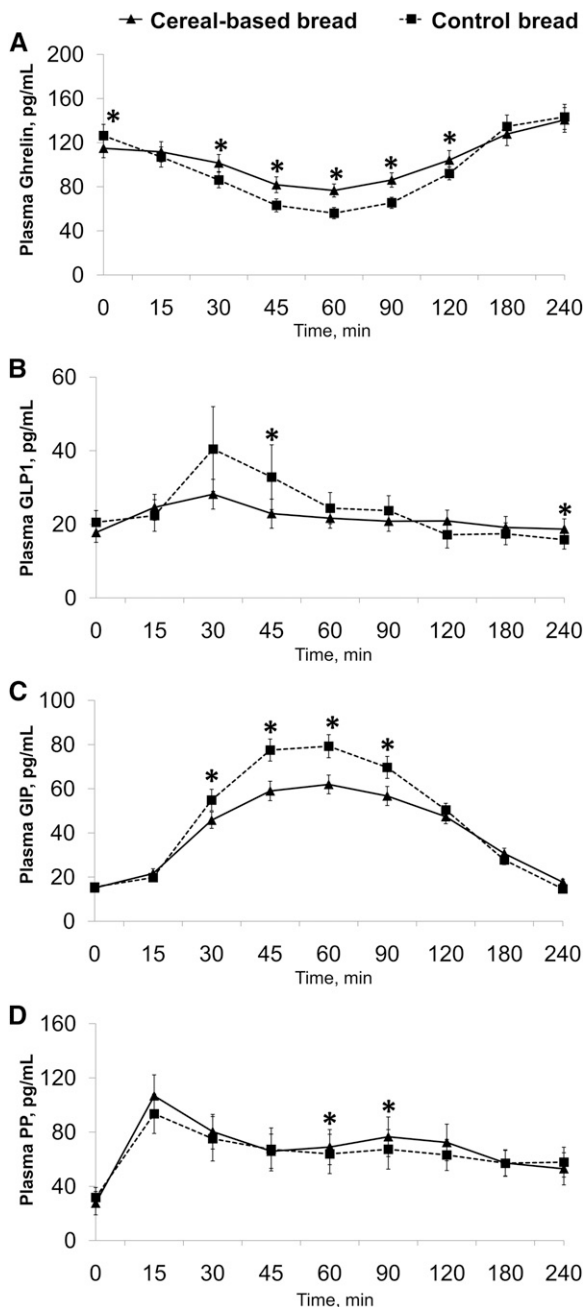 Cereal-based bread Control bread
A
Plasma Ghrelin, pg/mL
200
160
120
80
40
0
* * * * * *
0 15 30 45 60 90 120 180 240
Time, min
B
Plasma GLP1, pg/mL
60
40
20
0
* *
0 15 30 45 60 90 120 180 240
Time, min
C
Plasma GIP, pg/mL
100
80
60
40
20
0
* * * *
0 15 30 45 60 90 120 180 240
Time, min
D
Plasma PP, pg/mL
160
120
80
40
0
* *
0 15 30 45 60 90 120 180 240
Time, min